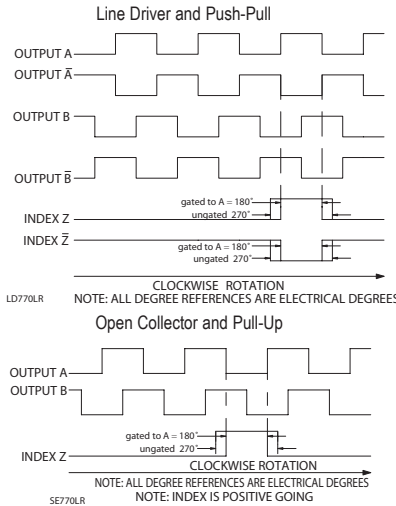 Line Driver and Push-Pull
OUTPUT A
OUTPUT A̅
OUTPUT B
OUTPUT B̅
gated to A = 180°
ungated 270°
INDEX Z
INDEX Z̅
gated to A = 180°
ungated 270°
CLOCKWISE ROTATION
LD770LR
NOTE: ALL DEGREE REFERENCES ARE ELECTRICAL DEGREES
Open Collector and Pull-Up
OUTPUT A
OUTPUT B
gated to A = 180°
ungated 270°
INDEX Z
CLOCKWISE ROTATION
NOTE: ALL DEGREE REFERENCES ARE ELECTRICAL DEGREES
NOTE: INDEX IS POSITIVE GOING
SE770LR